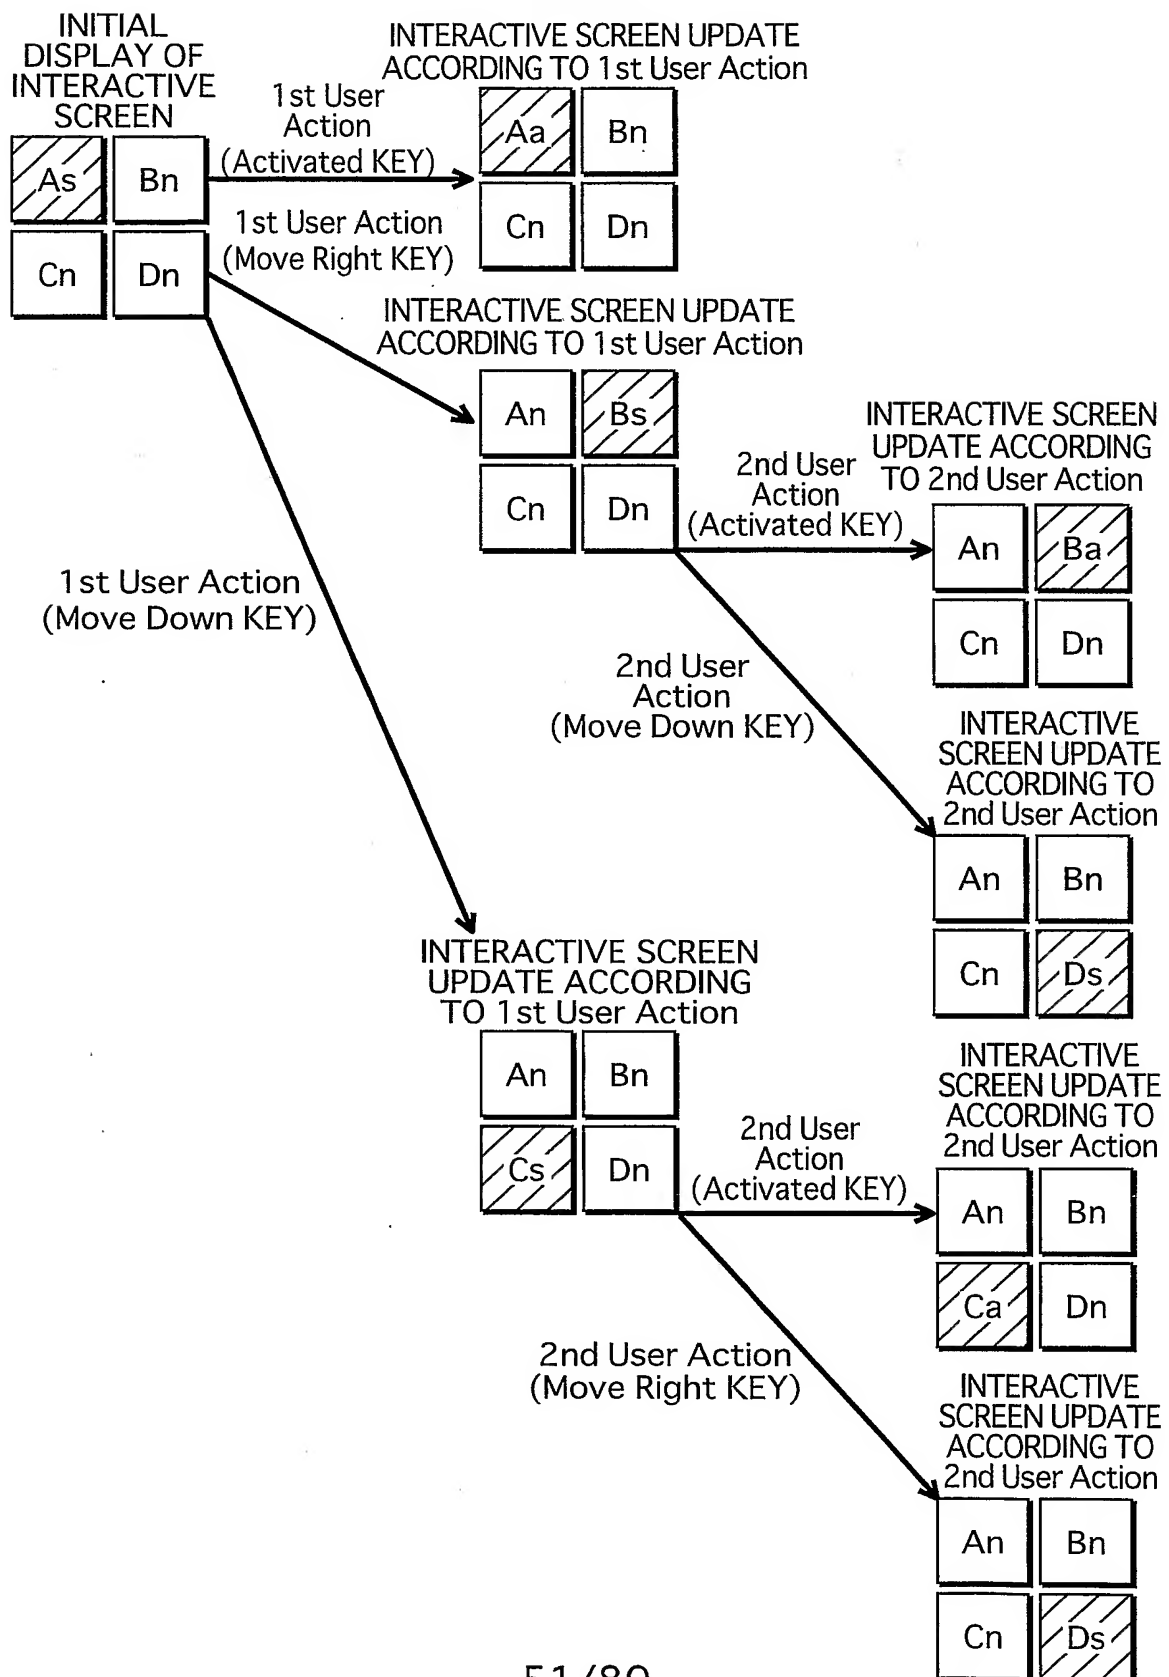 INITIAL
DISPLAY OF
INTERACTIVE
SCREEN
As Bn
Cn Dn
1st User
Action
(Activated KEY)
INTERACTIVE SCREEN UPDATE
ACCORDING TO 1st User Action
Aa Bn
Cn Dn
1st User Action
(Move Right KEY)
INTERACTIVE SCREEN UPDATE
ACCORDING TO 1st User Action
An Bs
Cn Dn
2nd User
Action
(Activated KEY)
INTERACTIVE SCREEN
UPDATE ACCORDING
TO 2nd User Action
An Ba
Cn Dn
1st User Action
(Move Down KEY)
2nd User
Action
(Move Down KEY)
INTERACTIVE
SCREEN UPDATE
ACCORDING TO
2nd User Action
An Bn
Cn Ds
INTERACTIVE SCREEN
UPDATE ACCORDING
TO 1st User Action
An Bn
Cs Dn
2nd User
Action
(Activated KEY)
INTERACTIVE
SCREEN UPDATE
ACCORDING TO
2nd User Action
An Bn
Ca Dn
2nd User Action
(Move Right KEY)
INTERACTIVE
SCREEN UPDATE
ACCORDING TO
2nd User Action
An Bn
Cn Ds
51/80